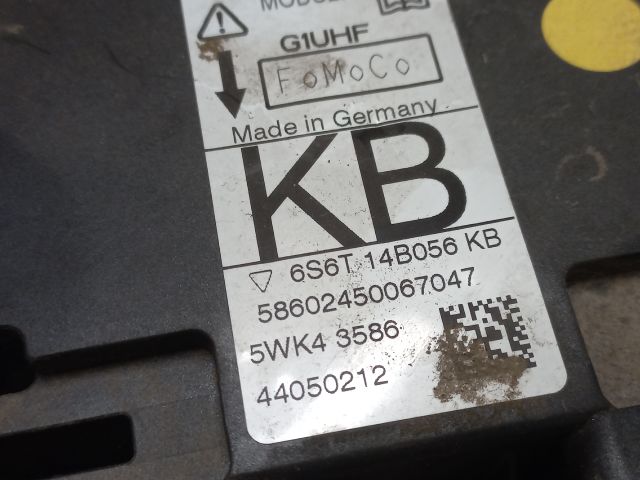 G1UHF
FoMoCo
Made in Germany
KB
6S6T 14B056 KB
58602450067047
5WK4 3586
44050212